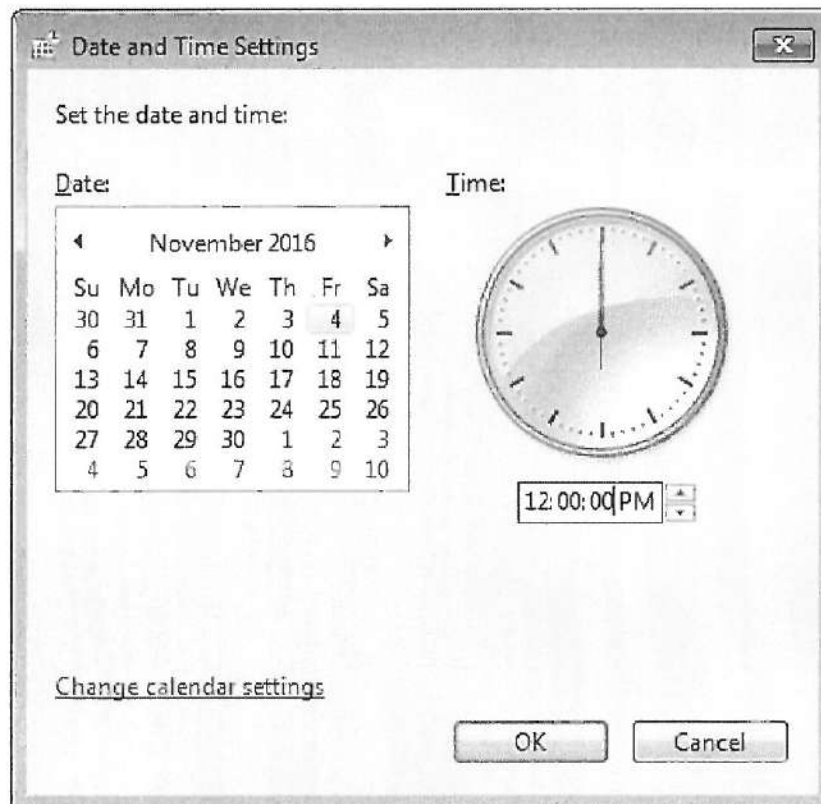 Date and Time Settings
Set the date and time:
Date:
Time:
November 2016
Su Mo Tu We Th Fr Sa
30 31 1 2 3 4 5
6 7 8 9 10 11 12
13 14 15 16 17 18 19
20 21 22 23 24 25 26
27 28 29 30 1 2 3
4 5 6 7 8 9 10
12:00:00 PM
Change calendar settings
OK
Cancel